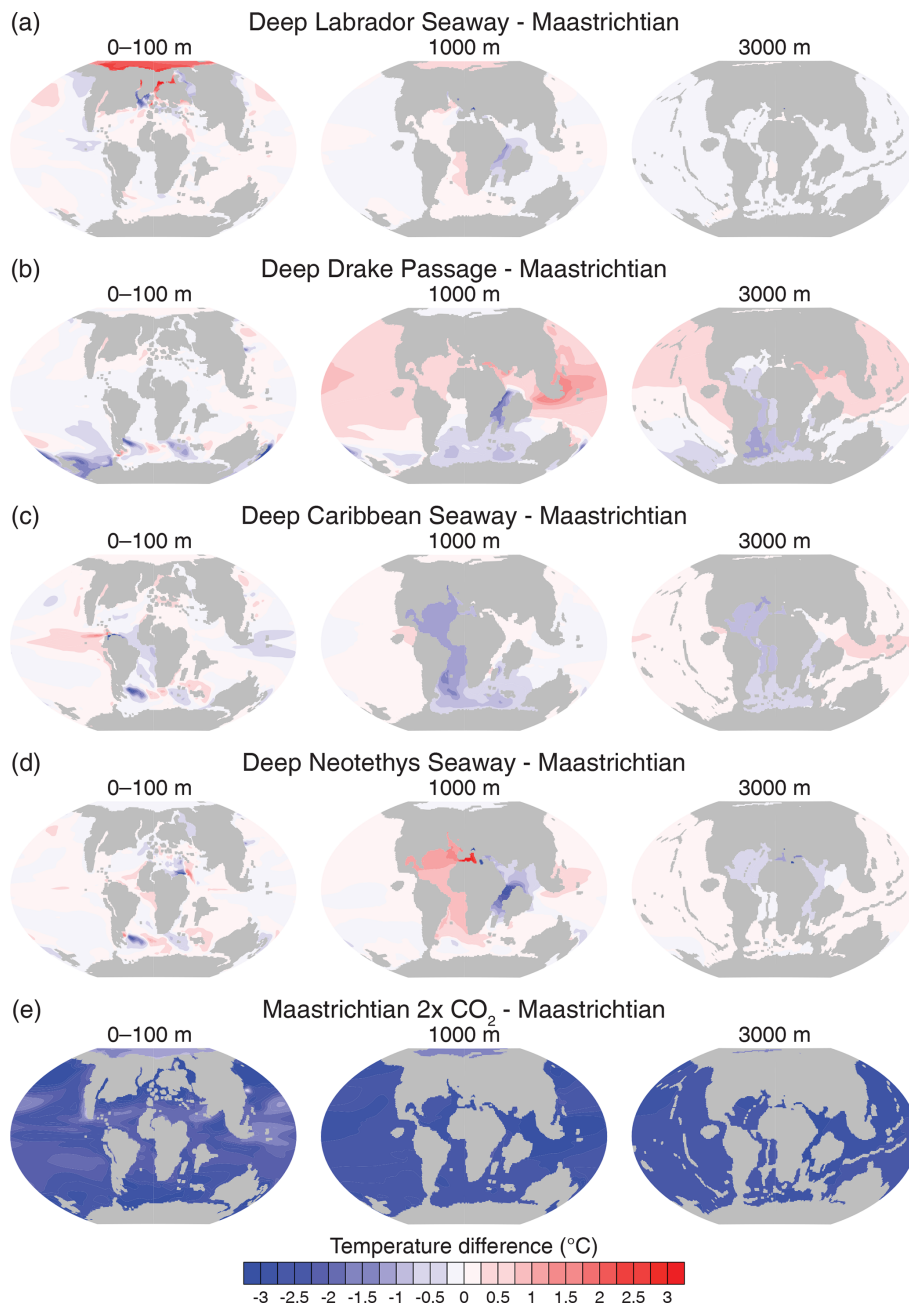 (a) Deep Labrador Seaway - Maastrichtian
0–100 m 1000 m 3000 m
(b) Deep Drake Passage - Maastrichtian
0–100 m 1000 m 3000 m
(c) Deep Caribbean Seaway - Maastrichtian
0–100 m 1000 m 3000 m
(d) Deep Neotethys Seaway - Maastrichtian
0–100 m 1000 m 3000 m
(e) Maastrichtian 2x CO₂ - Maastrichtian
0–100 m 1000 m 3000 m
Temperature difference (°C)
-3 -2.5 -2 -1.5 -1 -0.5 0 0.5 1 1.5 2 2.5 3